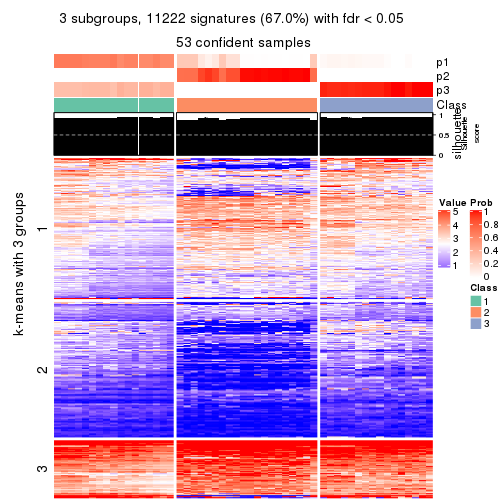 3 subgroups, 11222 signatures (67.0%) with fdr < 0.05
53 confident samples
p1
p2
p3
Class
silhouette
Silhouette
score
1
0.5
0
k-means with 3 groups
1
2
3
Value
5
4
3
2
1
Prob
1
0.8
0.6
0.4
0.2
0
Class
1
2
3